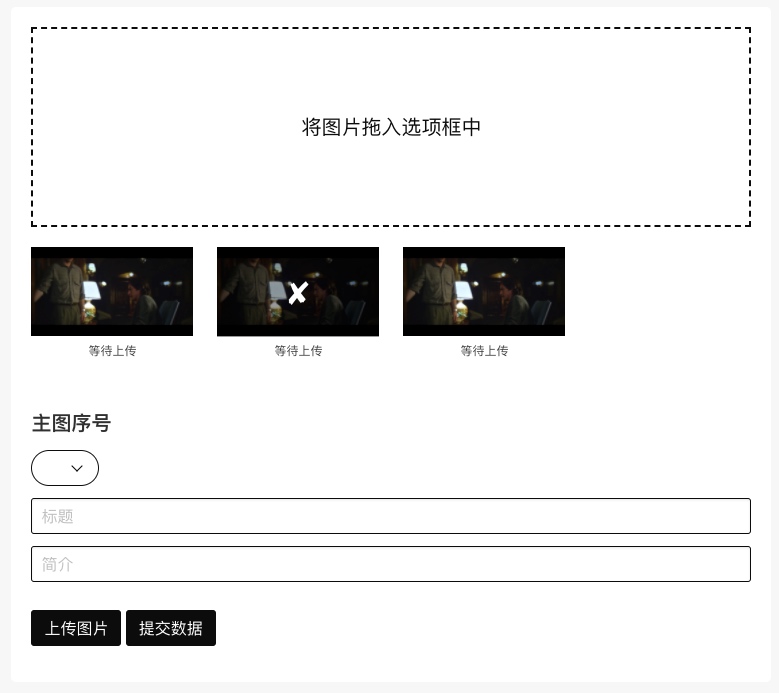 将图片拖入选项框中
等待上传
等待上传
等待上传
主图序号
标题
简介
上传图片
提交数据